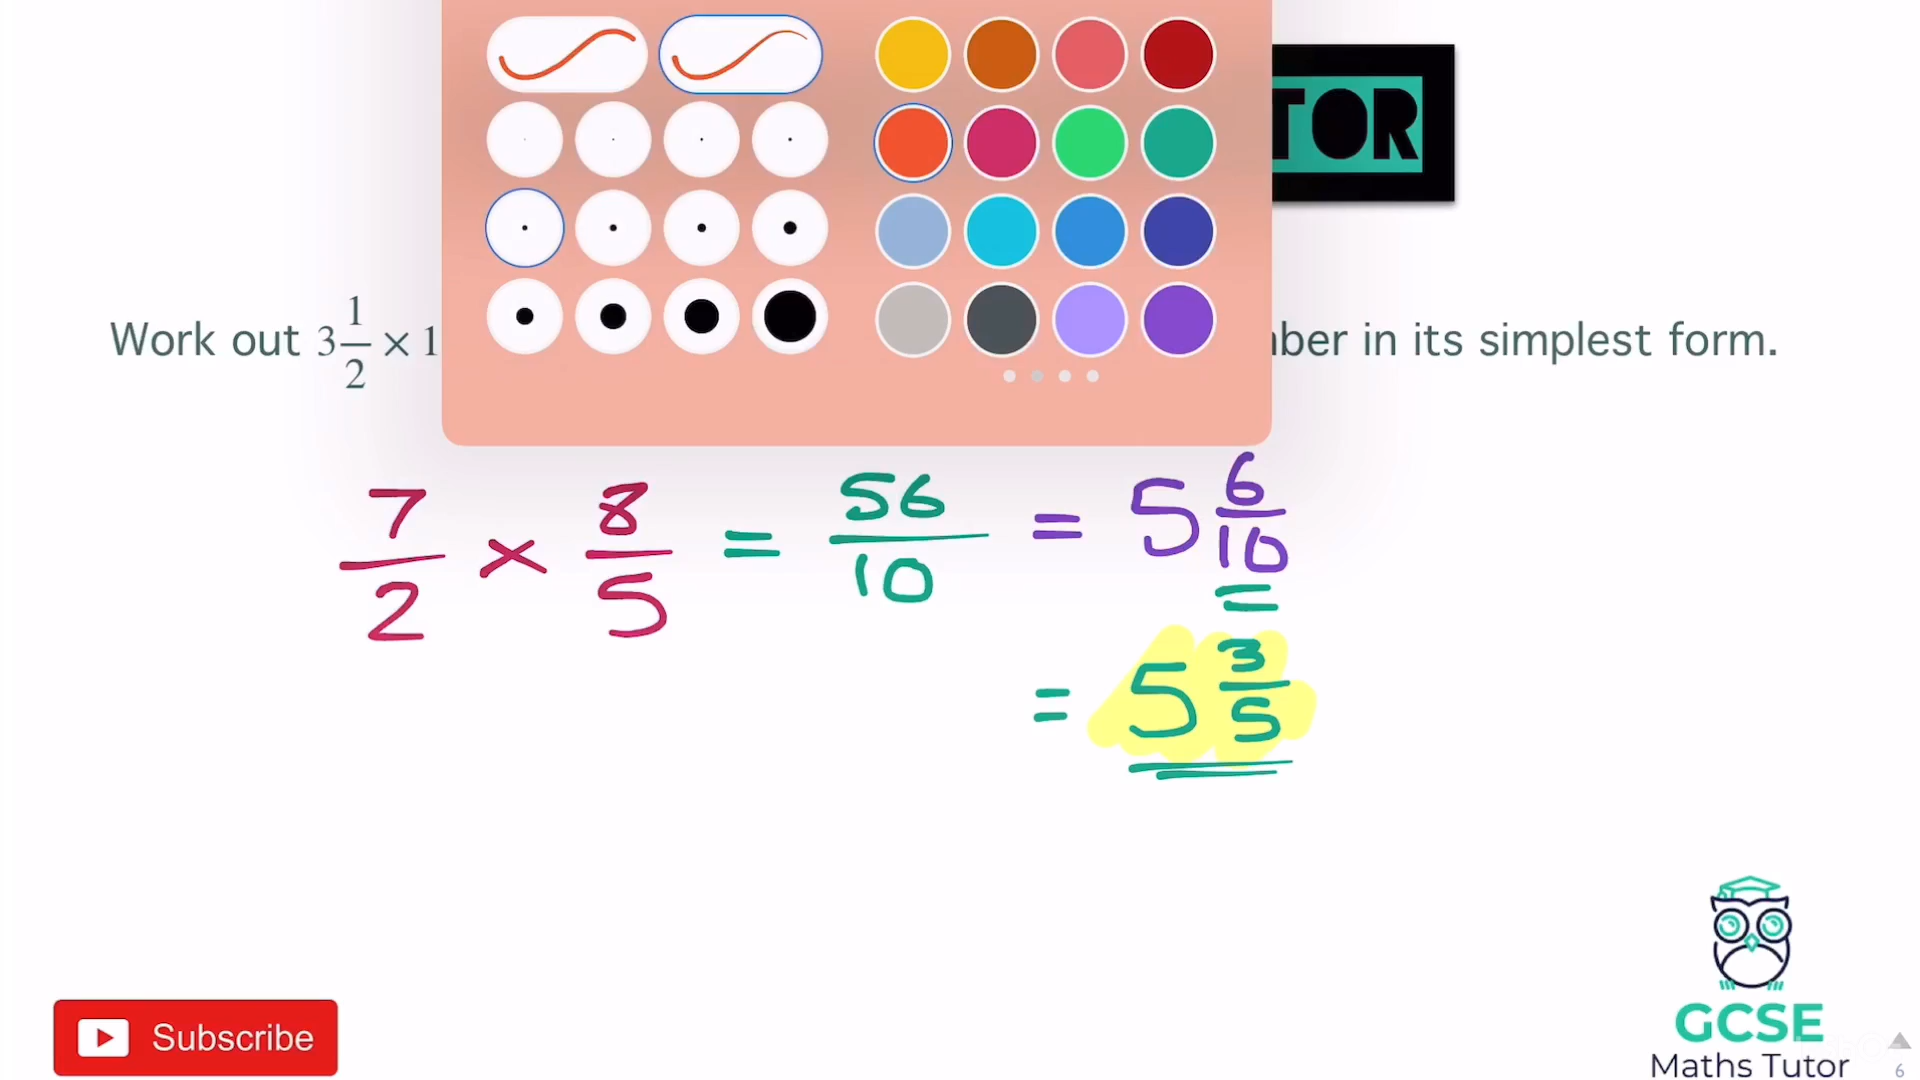 TOR
Work out 3 1/2 × 1 in its simplest form.
7/2 × 8/5 = 56/10 = 5 6/10
=
= 5 3/5
Subscribe
GCSE
Maths Tutor
6